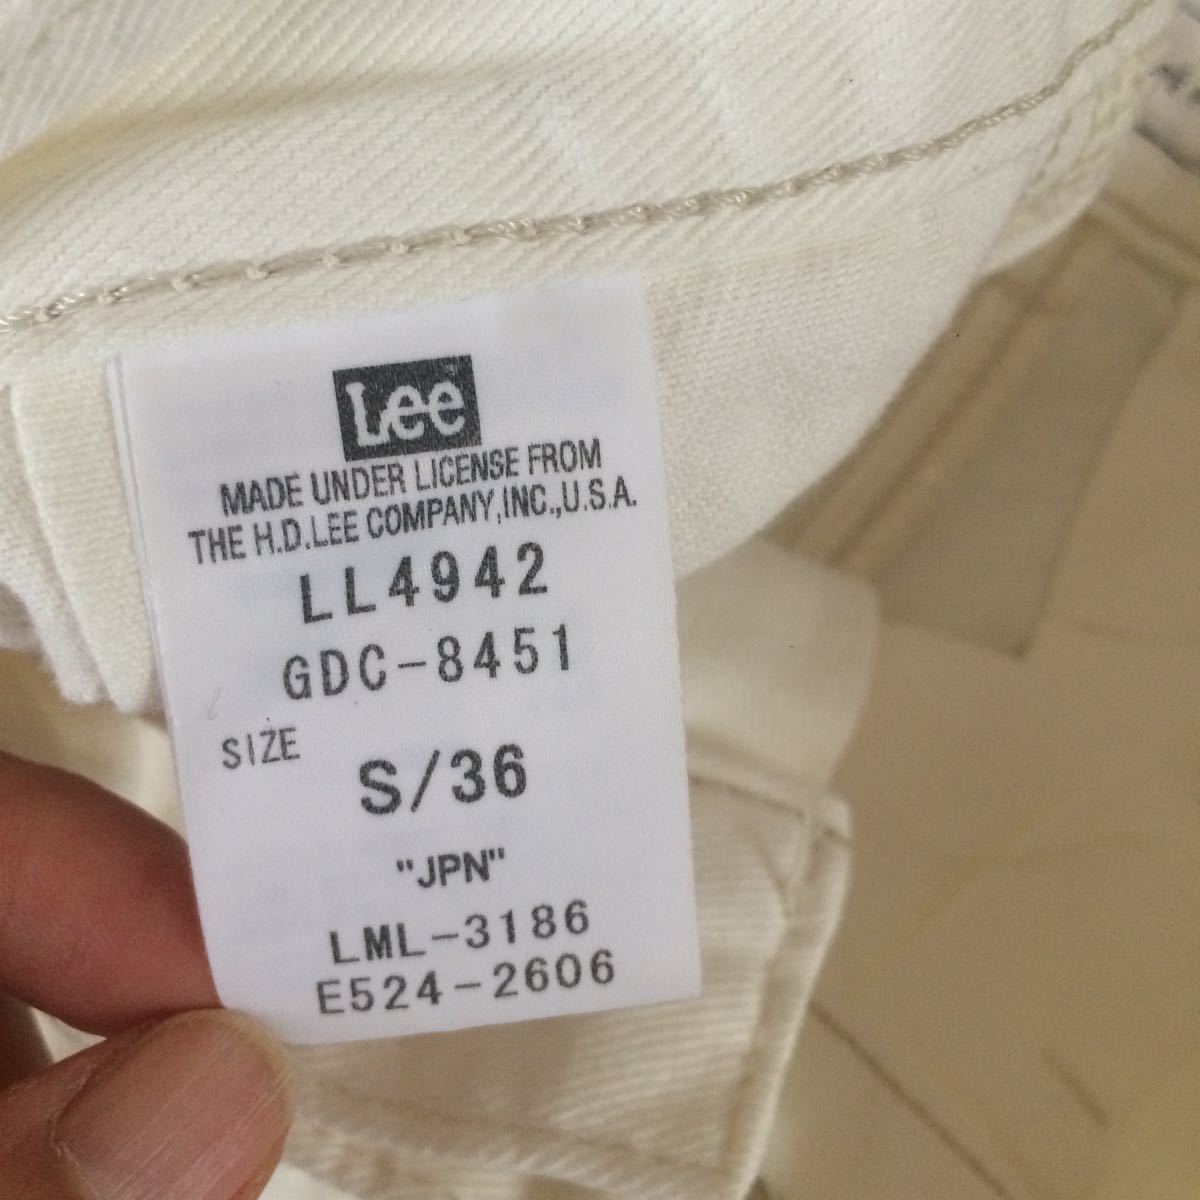 Lee
MADE UNDER LICENSE FROM
THE H.D.LEE COMPANY,INC.,U.S.A.
LL4942
GDC-8451
SIZE
S/36
"JPN"
LML-3186
E524-2606